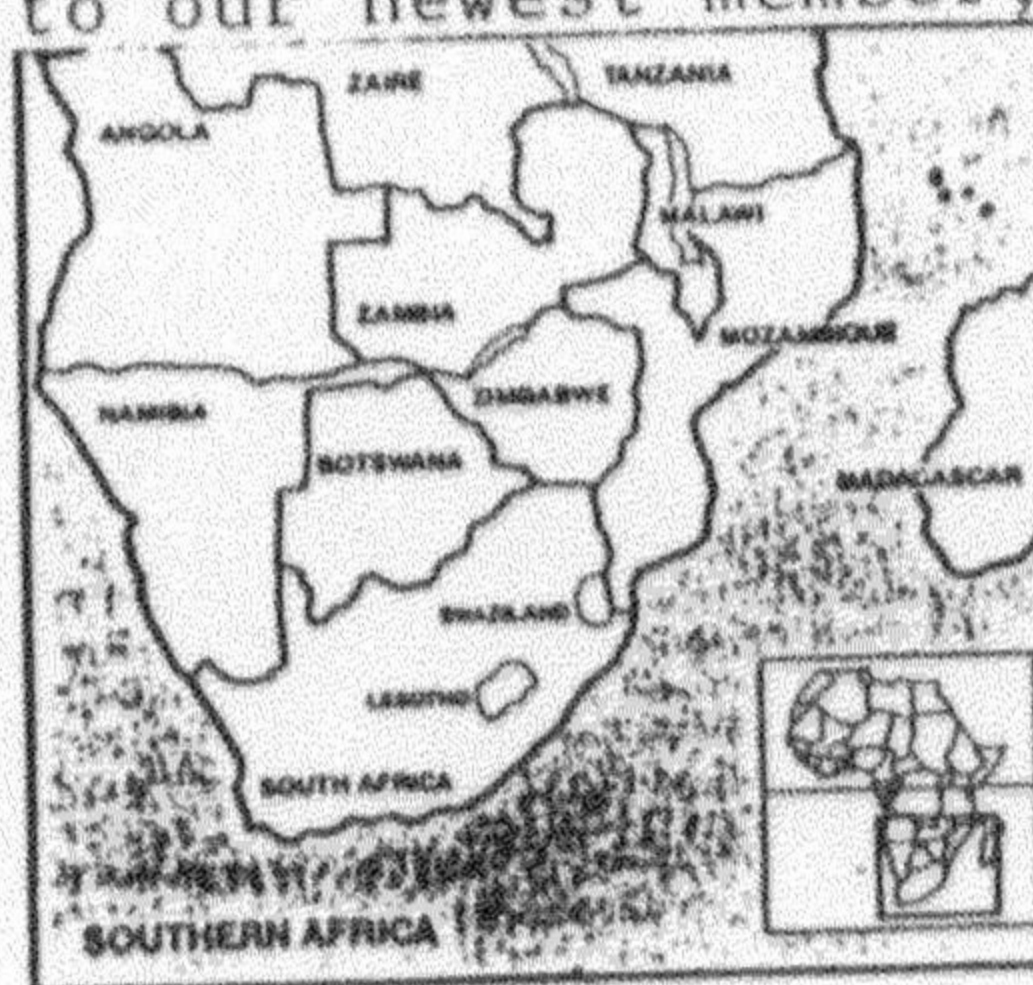 to our newest members,
ZAIRE
TANZANIA
ANGOLA
MALAWI
ZAMBIA
MOZAMBIQUE
ZIMBABWE
NAMIBIA
BOTSWANA
MADAGASCAR
SWAZILAND
LESOTHO
SOUTH AFRICA
SOUTHERN AFRICA